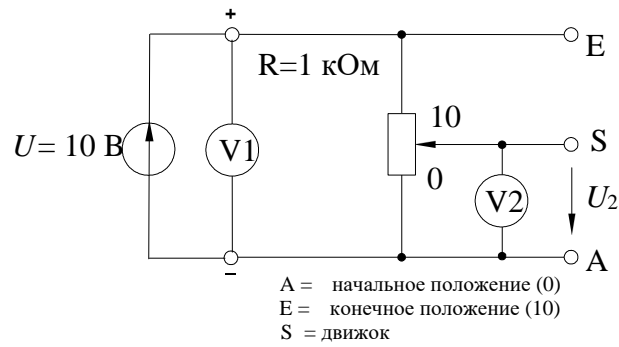 +
E
R=1 кОм
10
S
U= 10 В
V1
0
V2
U2
–
A
A = начальное положение (0)
E = конечное положение (10)
S = движок